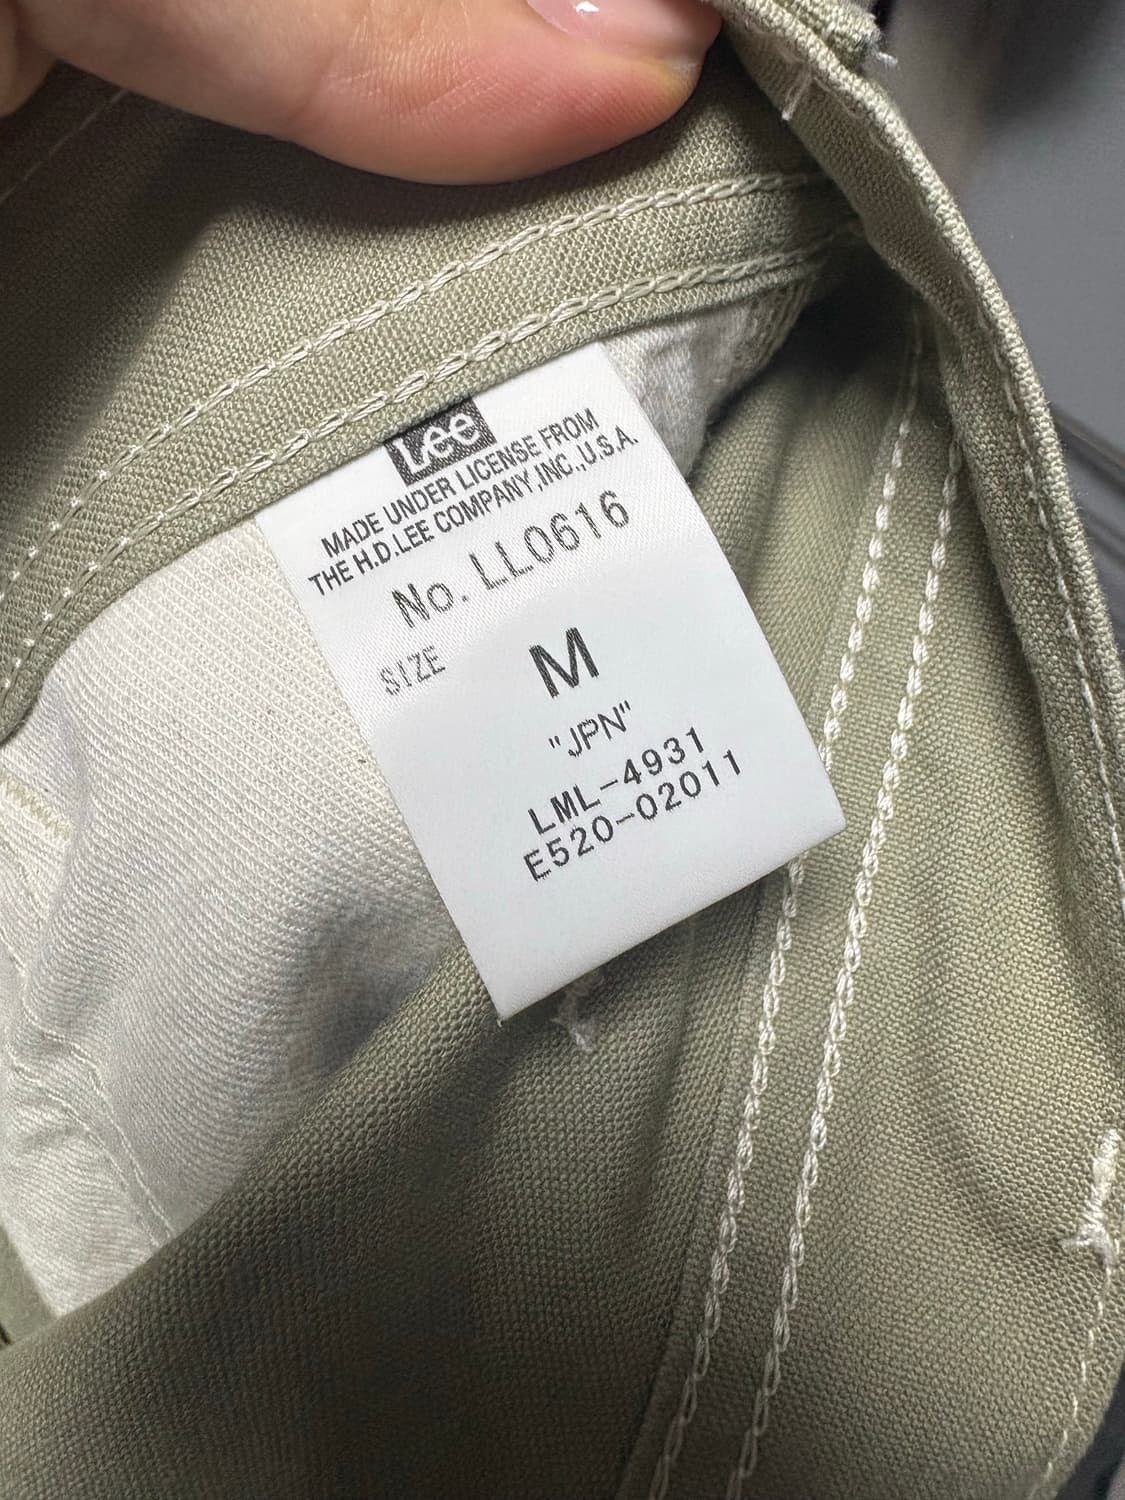 Lee
MADE UNDER LICENSE FROM
THE H.D.LEE COMPANY,INC.,U.S.A.
No. LL0616
SIZE M
"JPN"
LML-4931
E520-02011